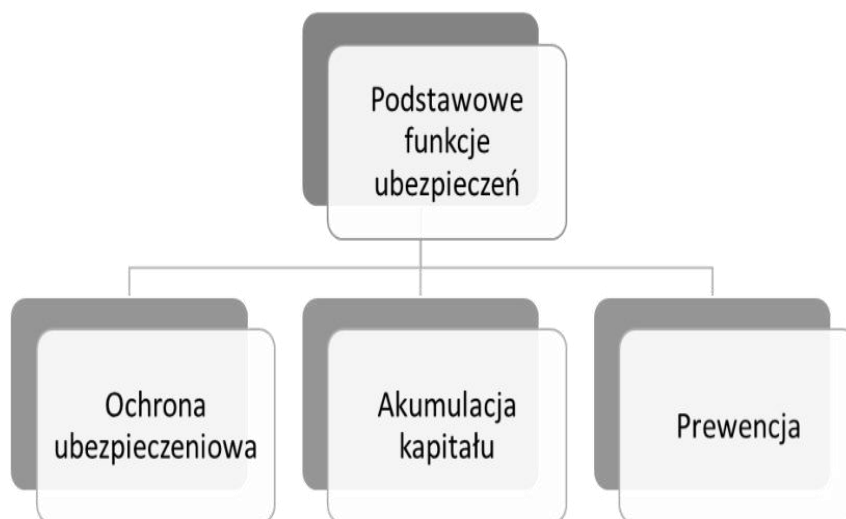 Podstawowe
funkcje
ubezpieczeń
Ochrona
ubezpieczeniowa
Akumulacja
kapitału
Prewencja